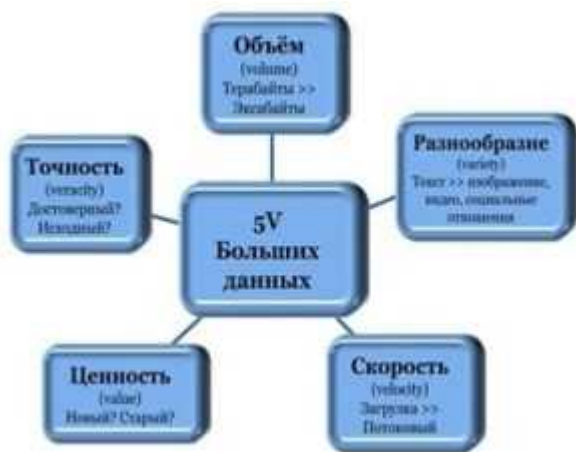 Объём
(volume)
Терабайты >>
Эксабайты
Точность
(veracity)
Достоверный?
Исходный?
Разнообразие
(variety)
Текст >> изображение,
видео, социальные
отношения
5V
Больших
данных
Ценность
(value)
Новый? Старый?
Скорость
(velocity)
Загрузка >>
Потоковый